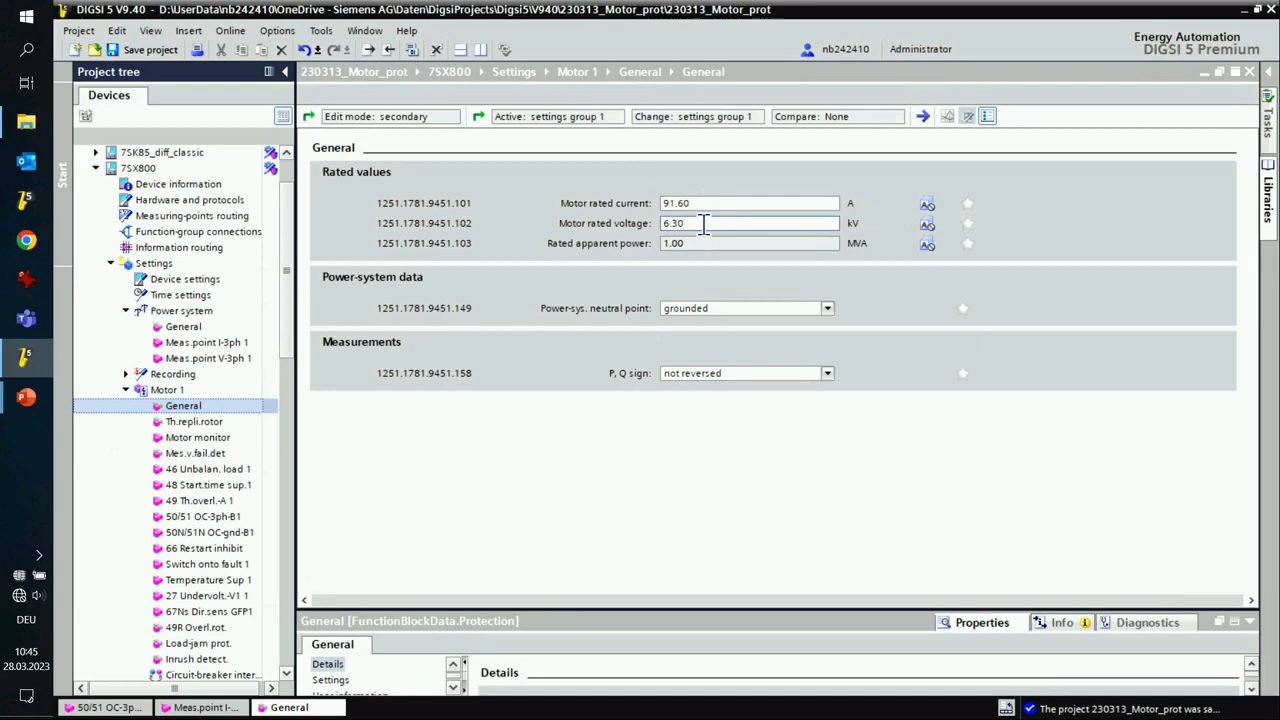 DIGSI 5 V9.40 - D:\UserData\nb242410\OneDrive - Siemens AG\Daten\DigsiProjects\Digsi5\V940\230313_Motor_prot\230313_Motor_prot
Project Edit View Insert Online Options Tools Window Help
Energy Automation
DIGSI 5 Premium
Save project
nb242410 Administrator
Project tree
230313_Motor_prot 7SX800 Settings Motor 1 General General
Devices
Edit mode: secondary Active: settings group 1 Change: settings group 1 Compare: None
Start
Tasks
Libraries
7SK85_diff_classic
7SX800
Device information
Hardware and protocols
Measuring-points routing
Function-group connections
Information routing
Settings
Device settings
Time settings
Power system
General
Meas.point I-3ph 1
Meas.point V-3ph 1
Recording
Motor 1
General
Th.repli.rotor
Motor monitor
Mes.v.fail.det
46 Unbalan. load 1
48 Start.time sup.1
49 Th.overl.-A 1
50/51 OC-3ph-B1
50N/51N OC-gnd-B1
66 Restart inhibit
Switch onto fault 1
Temperature Sup 1
27 Undervolt.-V1 1
67Ns Dir.sens GFP1
49R Overl.rot.
Load-jam prot.
Inrush detect.
Circuit-breaker inter...
General
Rated values
1251.1781.9451.101 Motor rated current: 91.60 A
1251.1781.9451.102 Motor rated voltage: 6.30 kV
1251.1781.9451.103 Rated apparent power: 1.00 MVA
Power-system data
1251.1781.9451.149 Power-sys. neutral point: grounded
Measurements
1251.1781.9451.158 P, Q sign: not reversed
General [FunctionBlockData.Protection] Properties Info Diagnostics
General
Details
Settings
Details
DEU
10:45
28.03.2023
50/51 OC-3p... Meas.point I-... General
The project 230313_Motor_prot was sa...